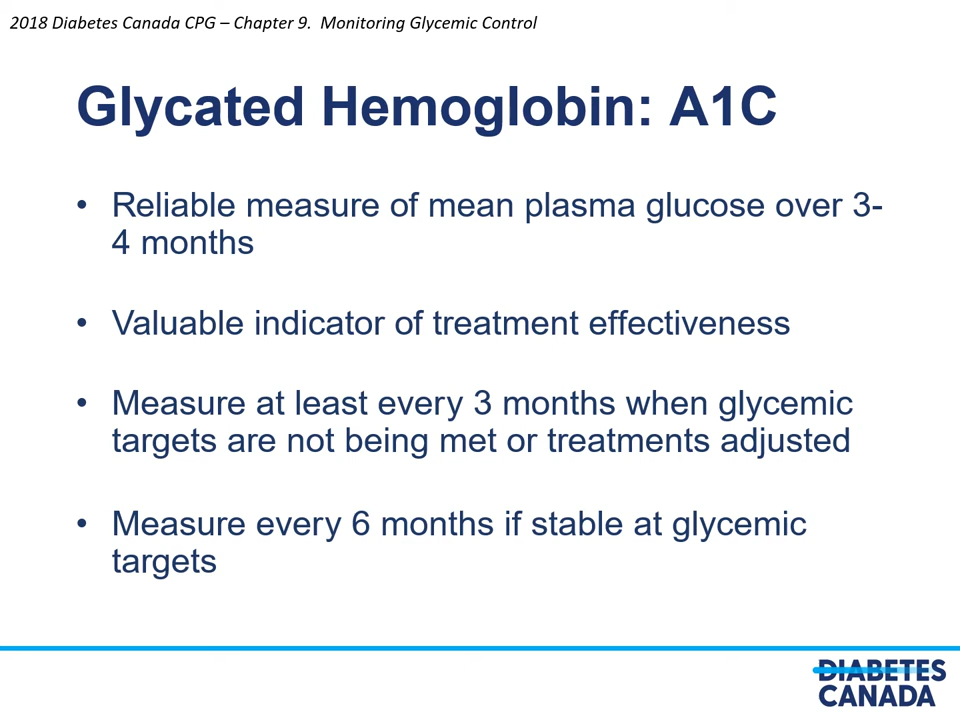 2018 Diabetes Canada CPG – Chapter 9.  Monitoring Glycemic Control
Glycated Hemoglobin: A1C
• Reliable measure of mean plasma glucose over 3-
4 months
• Valuable indicator of treatment effectiveness
• Measure at least every 3 months when glycemic
targets are not being met or treatments adjusted
• Measure every 6 months if stable at glycemic
targets
DIABETES
CANADA